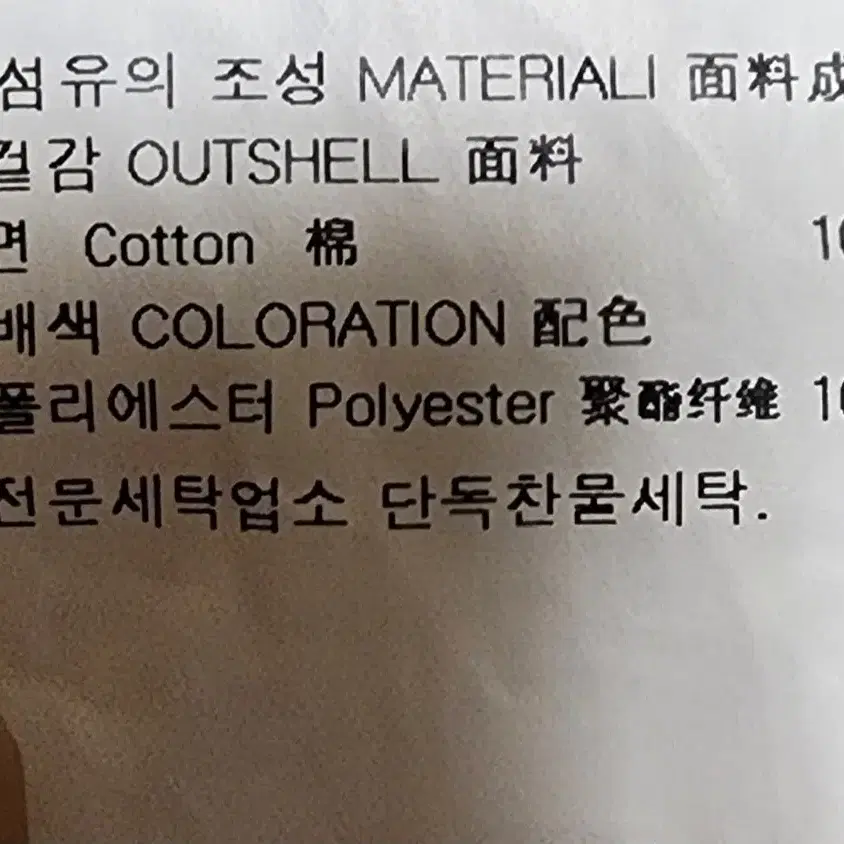 섬유의 조성 MATERIALI 面料成
겉감 OUTSHELL 面料
면 Cotton 棉 10
배색 COLORATION 配色
폴리에스터 Polyester 聚酯纤维 10
전문세탁업소 단독찬물세탁.